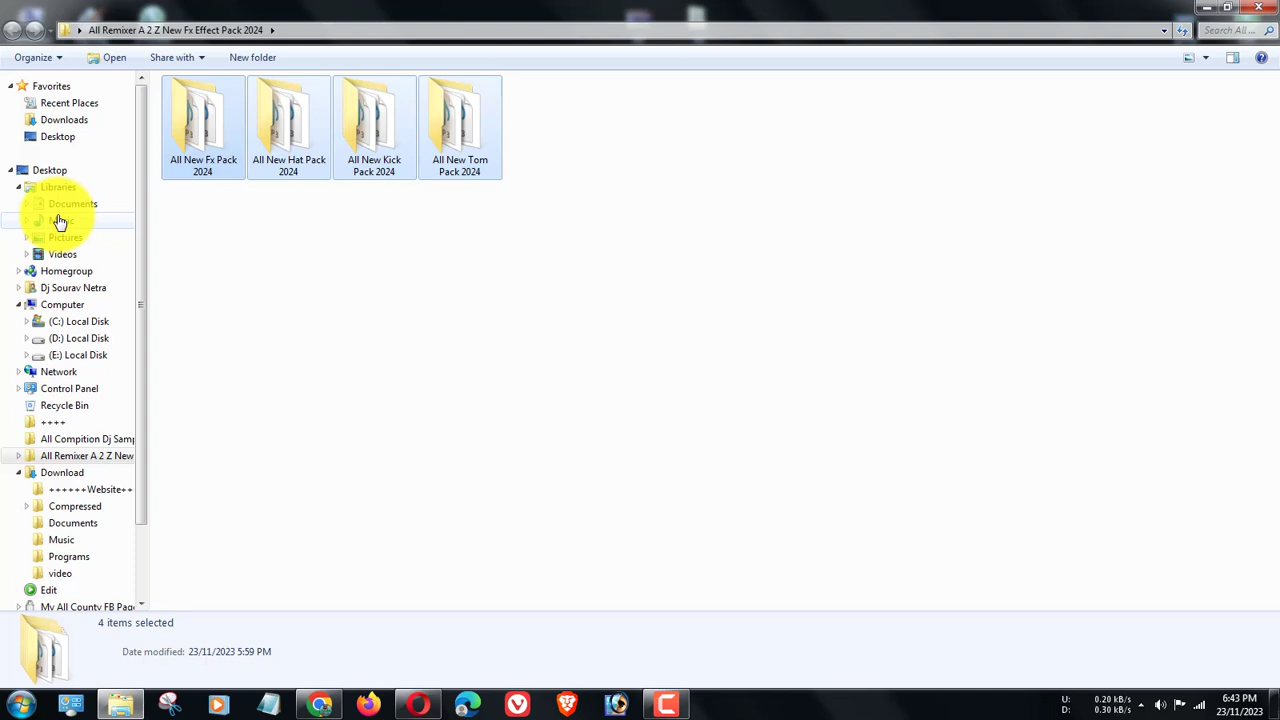 All Remixer A 2 Z New Fx Effect Pack 2024
Search All ...
Organize
Open
Share with
New folder
Favorites
Recent Places
Downloads
Desktop
Desktop
Libraries
Documents
Music
Pictures
Videos
Homegroup
Dj Sourav Netra
Computer
(C:) Local Disk
(D:) Local Disk
(E:) Local Disk
Network
Control Panel
Recycle Bin
++++
All Compition Dj Samp
All Remixer A 2 Z New
Download
++++++Website++
Compressed
Documents
Music
Programs
video
Edit
My All County FB Page
All New Fx Pack
2024
All New Hat Pack
2024
All New Kick
Pack 2024
All New Tom
Pack 2024
4 items selected
Date modified: 23/11/2023 5:59 PM
U: 0.20 kB/s
D: 0.30 kB/s
6:43 PM
23/11/2023